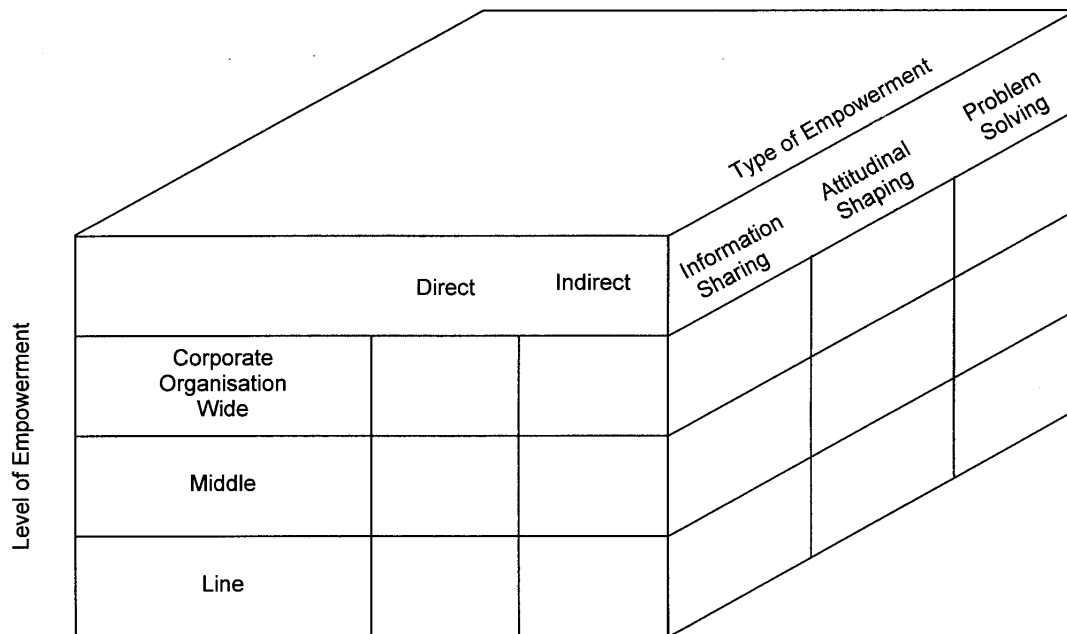 Type of Empowerment
Information
Sharing
Attitudinal
Shaping
Problem
Solving
Direct
Indirect
Level of Empowerment
Corporate
Organisation
Wide
Middle
Line